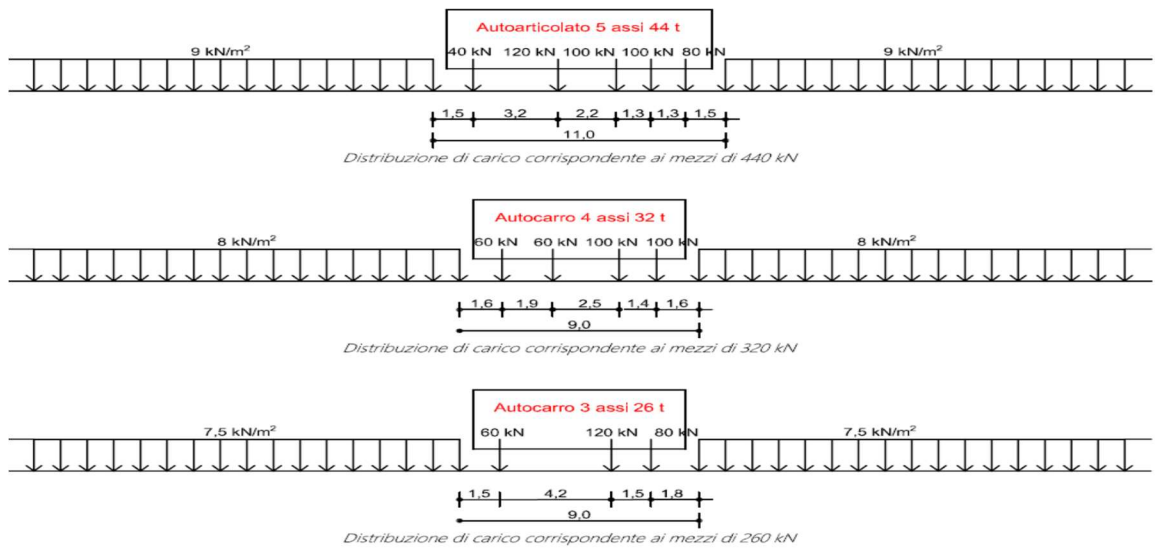 Autoarticolato 5 assi 44 t
9 kN/m²
40 kN 120 kN 100 kN 100 kN 80 kN
9 kN/m²
1,5 3,2 2,2 1,3 1,3 1,5
11,0
Distribuzione di carico corrispondente ai mezzi di 440 kN
Autocarro 4 assi 32 t
8 kN/m²
60 kN 60 kN 100 kN 100 kN
8 kN/m²
1,6 1,9 2,5 1,4 1,6
9,0
Distribuzione di carico corrispondente ai mezzi di 320 kN
Autocarro 3 assi 26 t
7,5 kN/m²
60 kN 120 kN 80 kN
7,5 kN/m²
1,5 4,2 1,5 1,8
9,0
Distribuzione di carico corrispondente ai mezzi di 260 kN